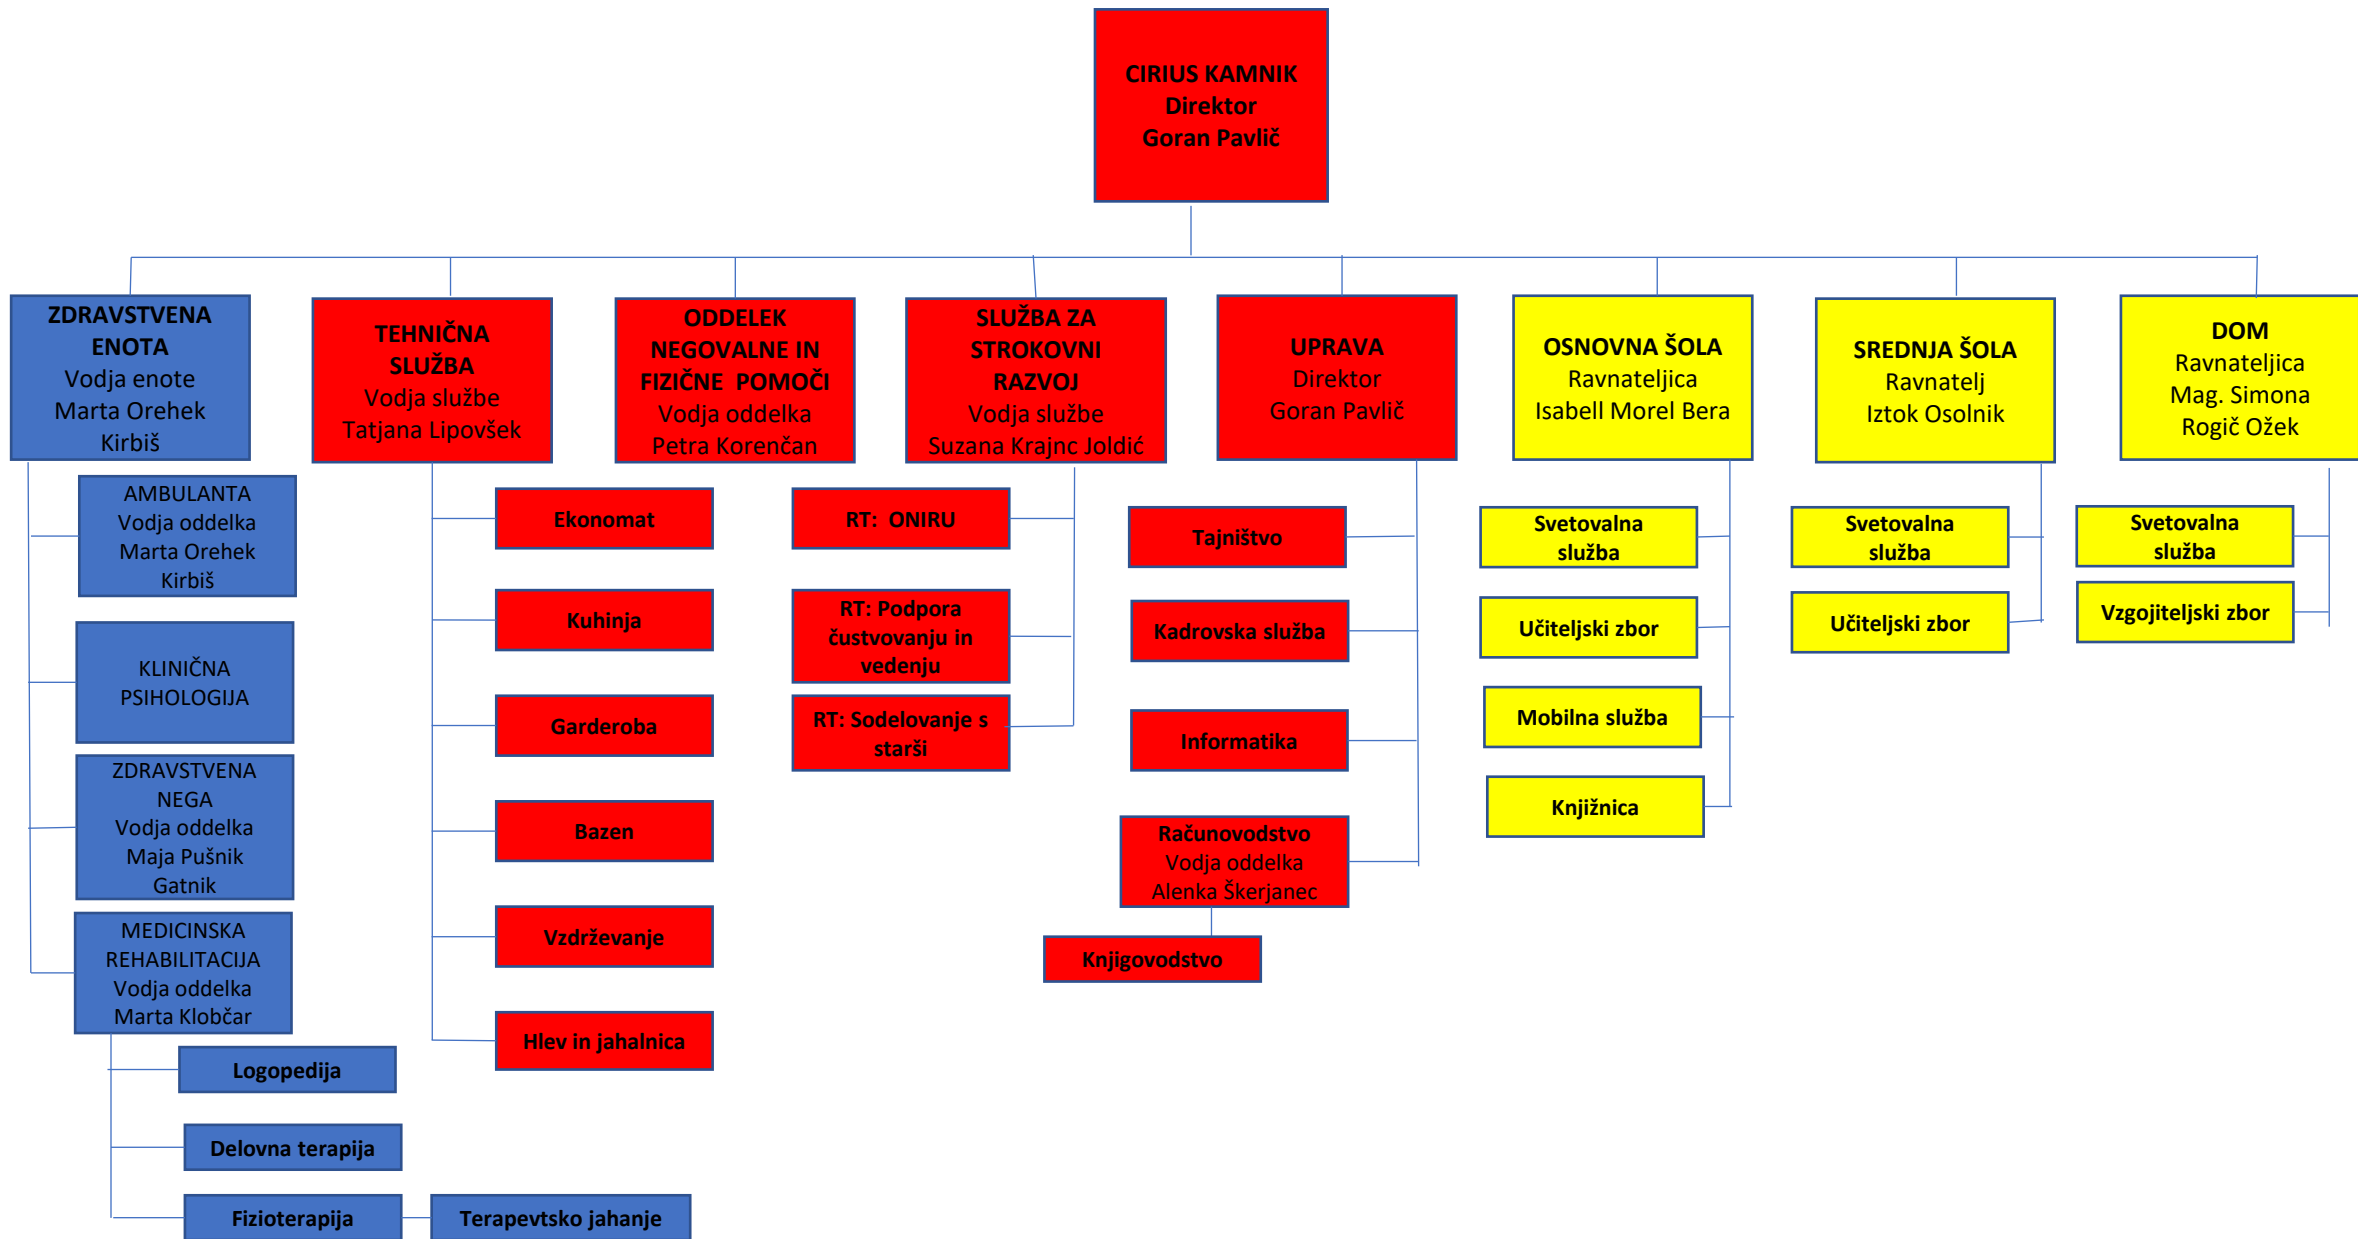 CIRIUS KAMNIK
Direktor
Goran Pavlič
ZDRAVSTVENA
ENOTA
Vodja enote
Marta Orehek
Kirbiš
TEHNIČNA
SLUŽBA
Vodja službe
Tatjana Lipovšek
ODDELEK
NEGOVALNE IN
FIZIČNE POMOČI
Vodja oddelka
Petra Korenčan
SLUŽBA ZA
STROKOVNI
RAZVOJ
Vodja službe
Suzana Krajnc Joldić
UPRAVA
Direktor
Goran Pavlič
OSNOVNA ŠOLA
Ravnateljica
Isabell Morel Bera
SREDNJA ŠOLA
Ravnatelj
Iztok Osolnik
DOM
Ravnateljica
Mag. Simona
Rogič Ožek
AMBULANTA
Vodja oddelka
Marta Orehek
Kirbiš
KLINIČNA
PSIHOLOGIJA
ZDRAVSTVENA
NEGA
Vodja oddelka
Maja Pušnik
Gatnik
MEDICINSKA
REHABILITACIJA
Vodja oddelka
Marta Klobčar
Logopedija
Delovna terapija
Fizioterapija
Terapevtsko jahanje
Ekonomat
Kuhinja
Garderoba
Bazen
Vzdrževanje
Hlev in jahalnica
RT: ONIRU
RT: Podpora
čustvovanju in
vedenju
RT: Sodelovanje s
starši
Tajništvo
Kadrovska služba
Informatika
Računovodstvo
Vodja oddelka
Alenka Škerjanec
Knjigovodstvo
Svetovalna
služba
Učiteljski zbor
Mobilna služba
Knjižnica
Svetovalna
služba
Učiteljski zbor
Svetovalna
služba
Vzgojiteljski zbor